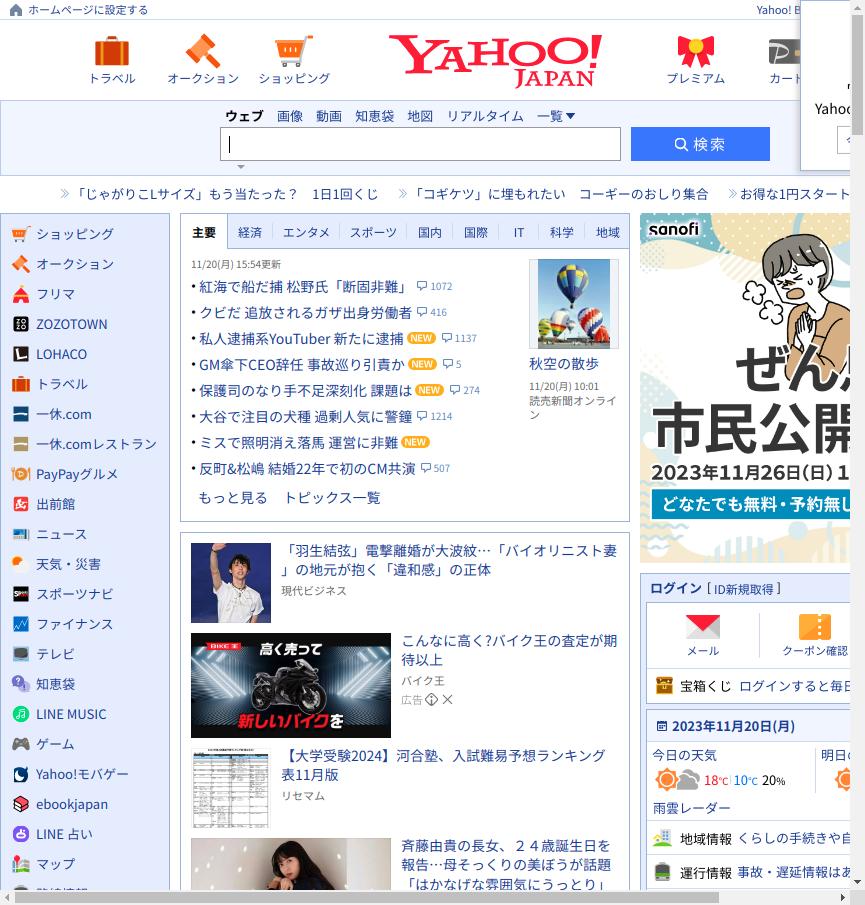 ホームページに設定する
Yahoo! B
トラベル
オークション
ショッピング
YAHOO!
JAPAN
プレミアム
カード
Yahoo
ウェブ 画像 動画 知恵袋 地図 リアルタイム 一覧
検索
「じゃがりこLサイズ」もう当たった？ 1日1回くじ
「コギケツ」に埋もれたい コーギーのおしり集合
お得な1円スタート
ショッピング
オークション
フリマ
ZOZOTOWN
LOHACO
トラベル
一休.com
一休.comレストラン
PayPayグルメ
出前館
ニュース
天気・災害
スポーツナビ
ファイナンス
テレビ
知恵袋
LINE MUSIC
ゲーム
Yahoo!モバゲー
ebookjapan
LINE 占い
マップ
主要 経済 エンタメ スポーツ 国内 国際 IT 科学 地域
11/20(月) 15:54更新
・紅海で船だ捕 松野氏「断固非難」 1072
・クビだ 追放されるガザ出身労働者 416
・私人逮捕系YouTuber 新たに逮捕 NEW 1137
・GM傘下CEO辞任 事故巡り引責か NEW 5
・保護司のなり手不足深刻化 課題は NEW 274
・大谷で注目の犬種 過剰人気に警鐘 1214
・ミスで照明消え落馬 運営に非難 NEW
・反町&松嶋 結婚22年で初のCM共演 507
もっと見る トピックス一覧
秋空の散歩
11/20(月) 10:01
読売新聞オンライ
ン
「羽生結弦」電撃離婚が大波紋…「バイオリニスト妻
」の地元が抱く「違和感」の正体
現代ビジネス
BIKE 王
高く売って
新しいバイクを
こんなに高く?バイク王の査定が期
待以上
バイク王
広告
【大学受験2024】河合塾、入試難易予想ランキング
表11月版
リセマム
斉藤由貴の長女、２４歳誕生日を
報告…母そっくりの美ぼうが話題
「はかなげな雰囲気にうっとり」
sanofi
ぜん
市民公開
2023年11月26日(日) 1
どなたでも無料・予約無し
ログイン [ ID新規取得 ]
メール
クーポン確認
宝箱くじ ログインすると毎日
2023年11月20日(月)
今日の天気
明日の
18℃ 10℃ 20%
雨雲レーダー
地域情報 くらしの手続きや自
運行情報 事故・遅延情報はあ